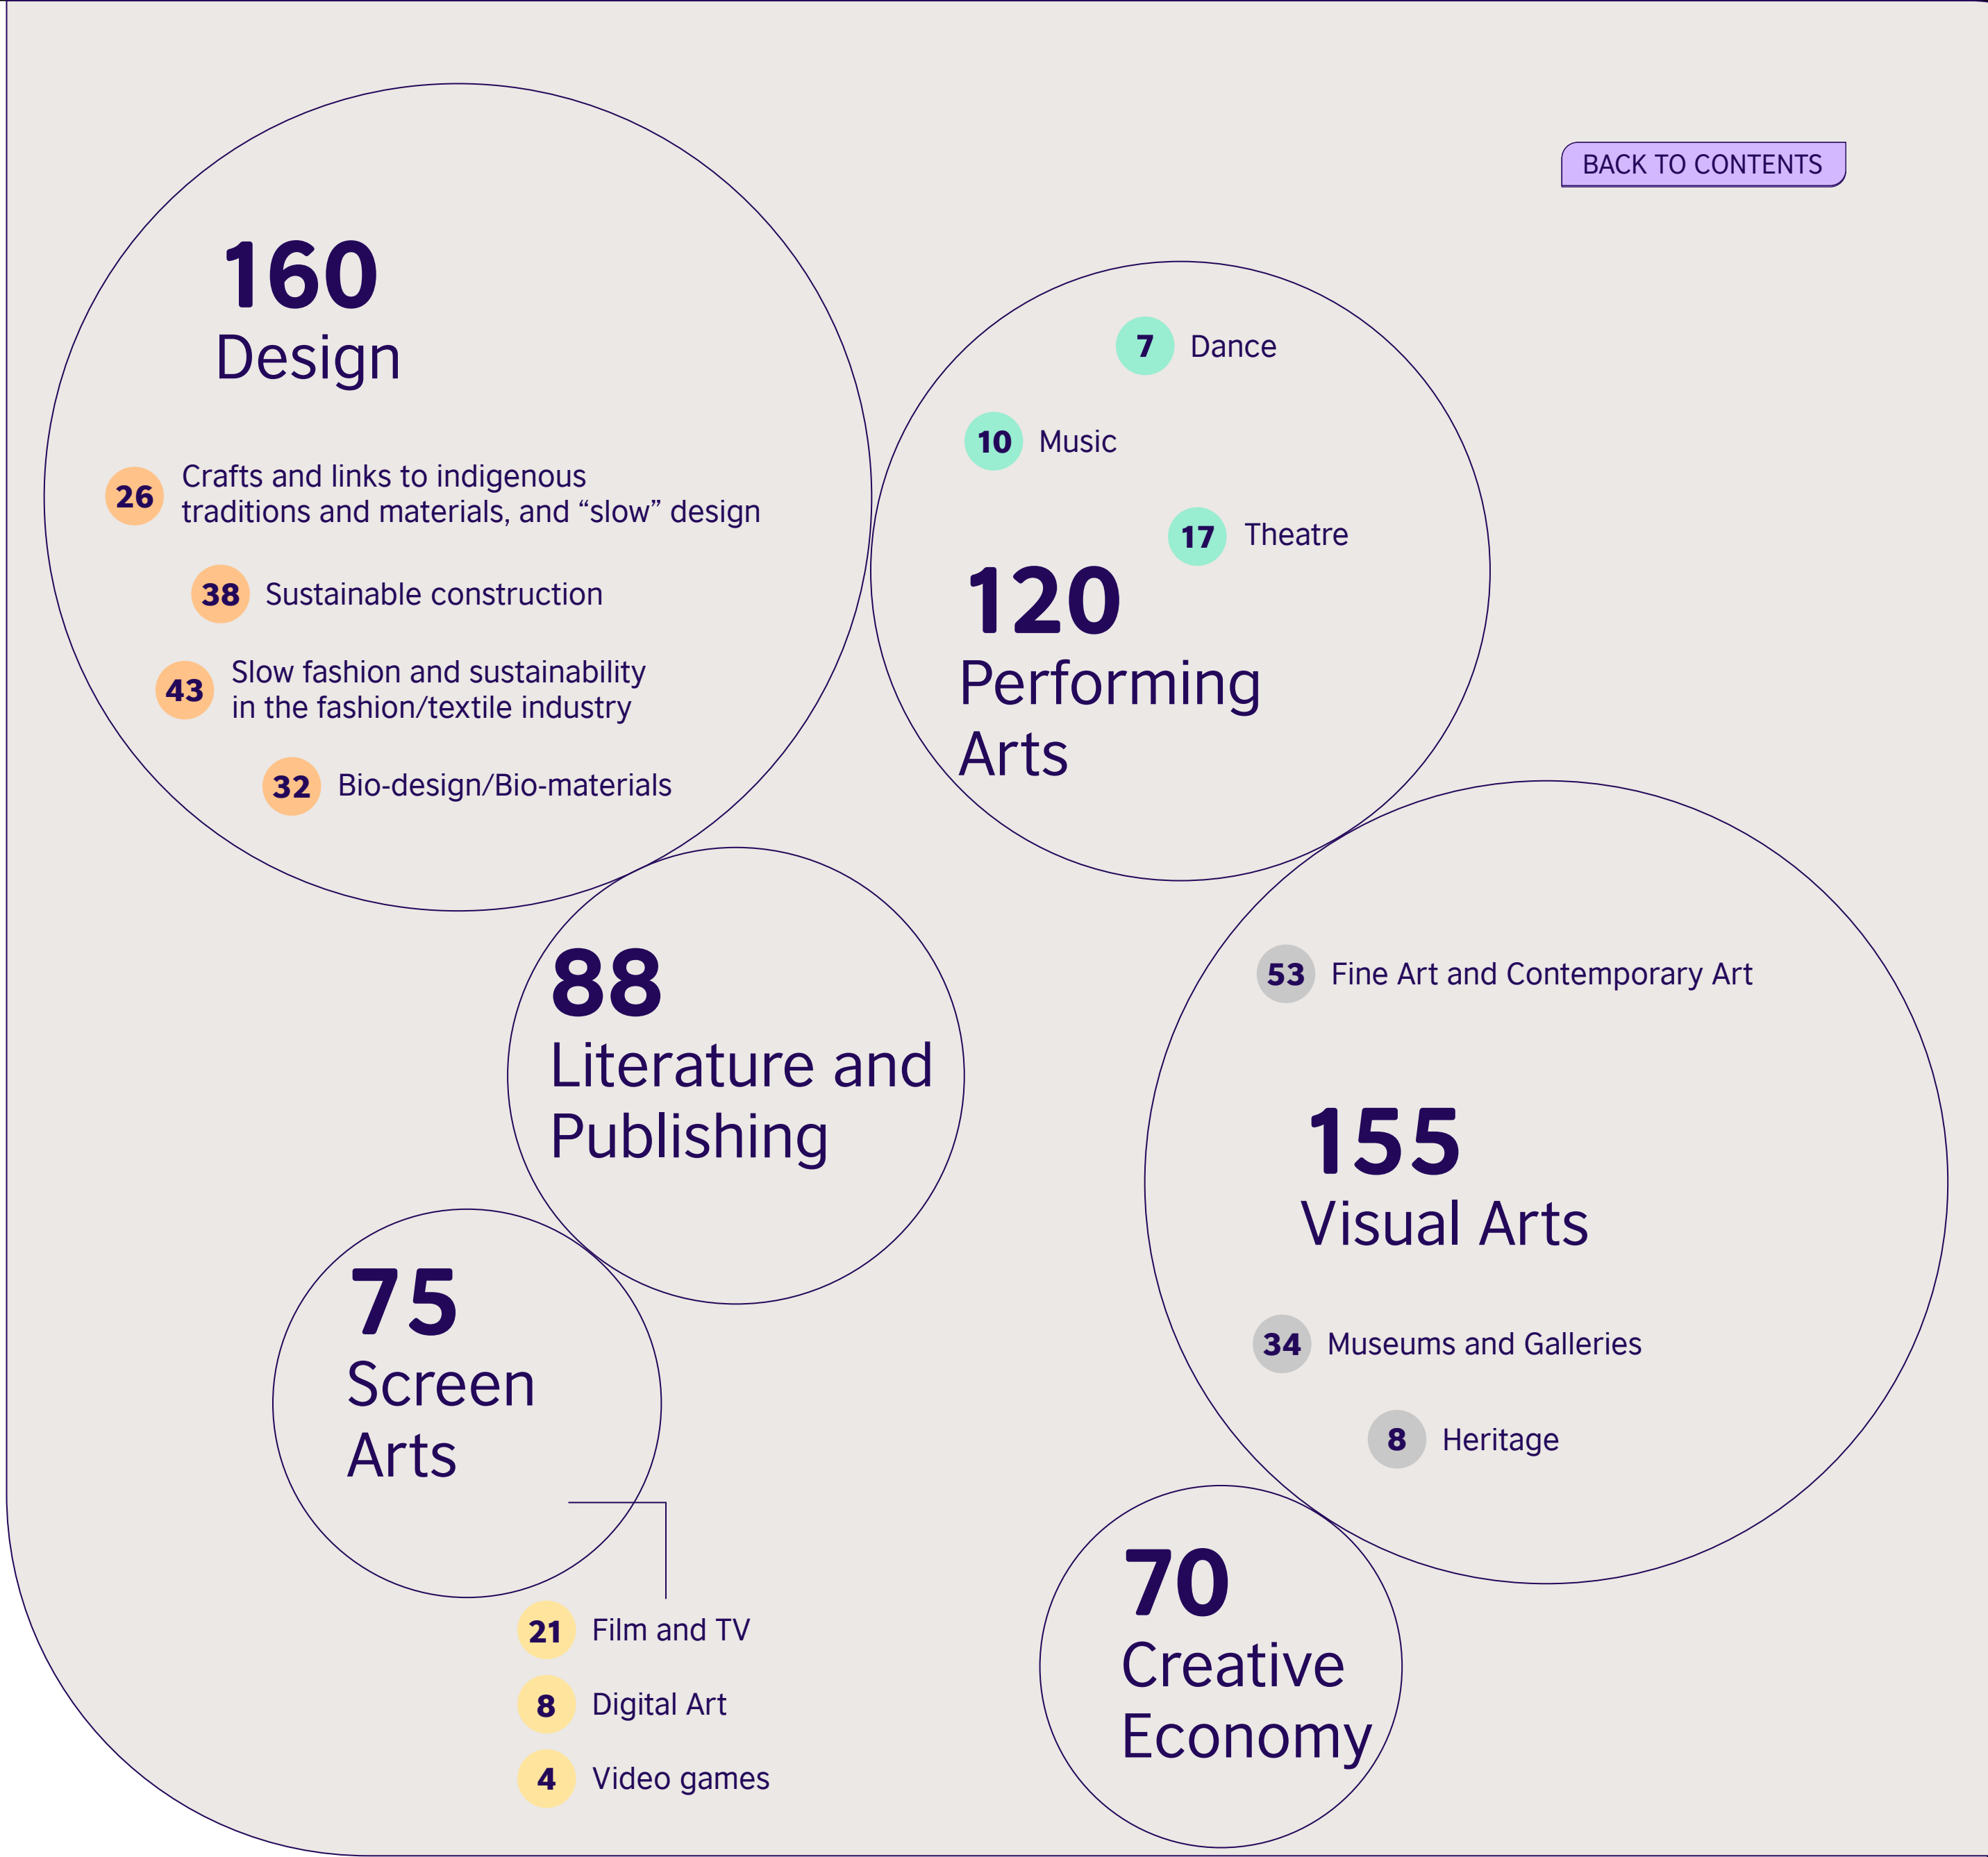 BACK TO CONTENTS
160
Design
26
Crafts and links to indigenous
traditions and materials, and “slow” design
38 Sustainable construction
43
Slow fashion and sustainability
in the fashion/textile industry
32 Bio-design/Bio-materials
7 Dance
10 Music
17 Theatre
120
Performing
Arts
88
Literature and
Publishing
53 Fine Art and Contemporary Art
155
Visual Arts
34 Museums and Galleries
8 Heritage
75
Screen
Arts
21 Film and TV
8 Digital Art
4 Video games
70
Creative
Economy